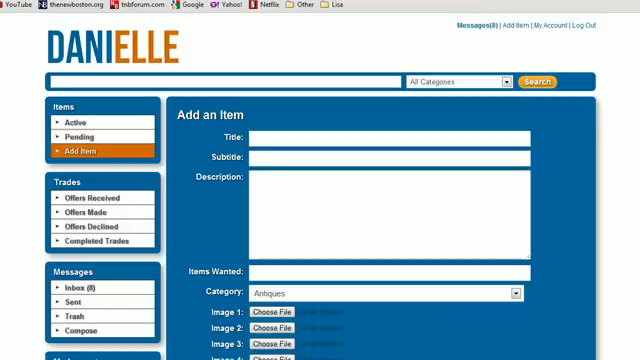 YouTube thenewboston.org tnbforum.com Google Yahoo! Netflix Other Lisa
Messages(8) | Add Item | My Account | Log Out
DANIELLE
All Categories Search
Items
Active
Pending
Add Item
Trades
Offers Received
Offers Made
Offers Declined
Completed Trades
Messages
Inbox (8)
Sent
Trash
Compose
Add an Item
Title:
Subtitle:
Description:
Items Wanted:
Category: Antiques
Image 1: Choose File
Image 2: Choose File
Image 3: Choose File